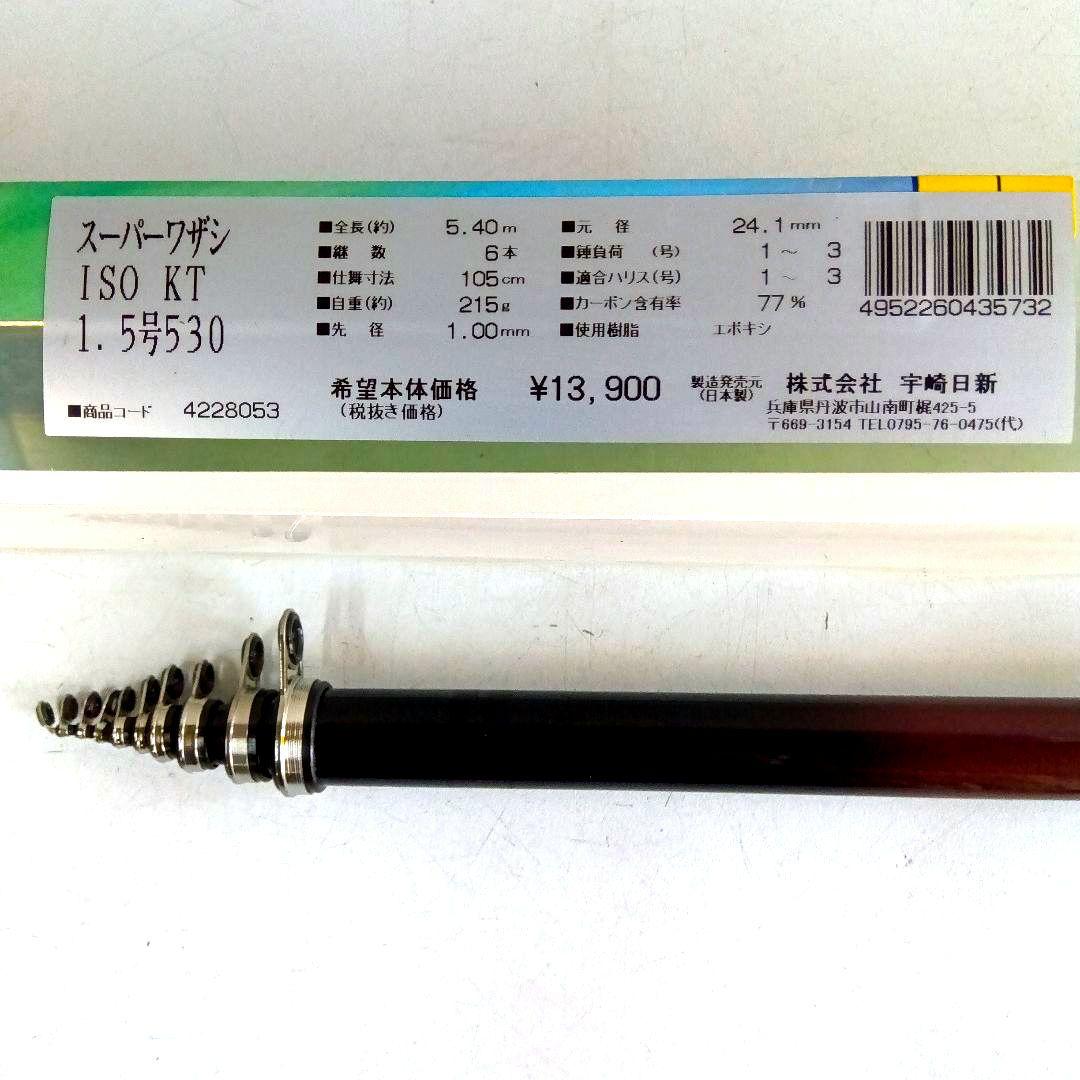 スーパーワザシ
ISO KT
1.5号530
■商品コード 4228053
■全長(約) 5.40m
■継数 6本
■仕舞寸法 105cm
■自重(約) 215g
■先径 1.00mm
■元径 24.1mm
■錘負荷 (号) 1～3
■適合ハリス(号) 1～3
■カーボン含有率 77%
■使用樹脂 エポキシ
希望本体価格 ¥13,900
(税抜き価格)
製造発売元 株式会社 宇崎日新
(日本製)
兵庫県丹波市山南町梶425-5
〒669-3154 TEL0795-76-0475(代)
4952260435732